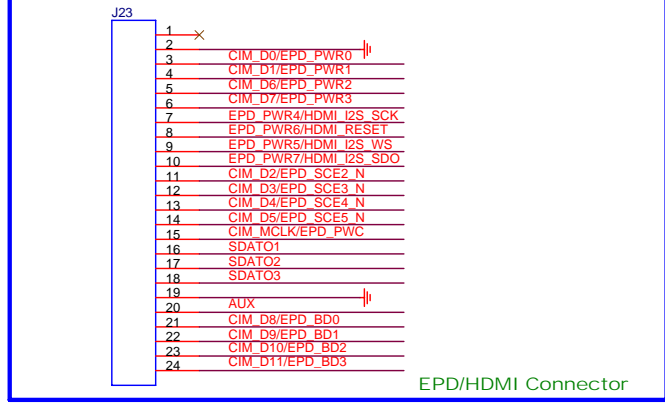 J23
1
2
3 CIM_D0/EPD_PWR0
4 CIM_D1/EPD_PWR1
5 CIM_D6/EPD_PWR2
6 CIM_D7/EPD_PWR3
7 EPD_PWR4/HDMI_I2S_SCK
8 EPD_PWR6/HDMI_RESET
9 EPD_PWR5/HDMI_I2S_WS
10 EPD_PWR7/HDMI_I2S_SDO
11 CIM_D2/EPD_SCE2_N
12 CIM_D3/EPD_SCE3_N
13 CIM_D4/EPD_SCE4_N
14 CIM_D5/EPD_SCE5_N
15 CIM_MCLK/EPD_PWC
16 SDATO1
17 SDATO2
18 SDATO3
19
20 AUX
21 CIM_D8/EPD_BD0
22 CIM_D9/EPD_BD1
23 CIM_D10/EPD_BD2
24 CIM_D11/EPD_BD3
EPD/HDMI Connector